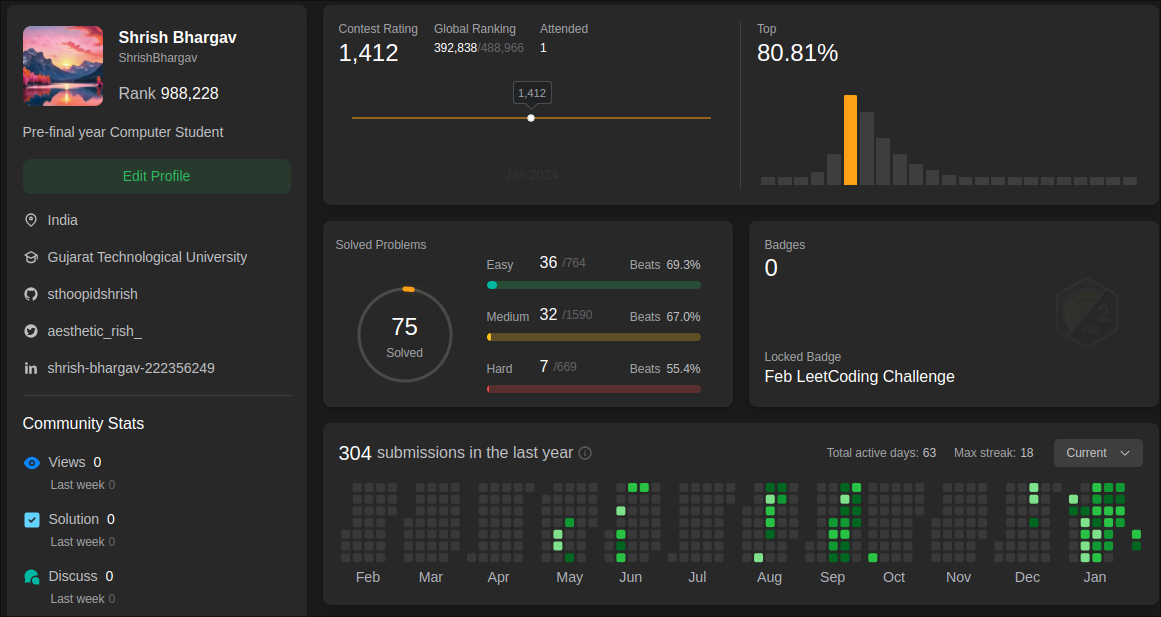 Shrish Bhargav
ShrishBhargav
Rank 988,228
Pre-final year Computer Student
Edit Profile
India
Gujarat Technological University
sthoopidshrish
aesthetic_rish_
shrish-bhargav-222356249
Community Stats
Views 0
Last week 0
Solution 0
Last week 0
Discuss 0
Last week 0
Contest Rating Global Ranking Attended
1,412 392,838/488,966 1
1,412
Jan 2024
Top
80.81%
Solved Problems
75
Solved
Easy 36 /764 Beats 69.3%
Medium 32 /1590 Beats 67.0%
Hard 7 /669 Beats 55.4%
Badges
0
2
Locked Badge
Feb LeetCoding Challenge
304 submissions in the last year
Total active days: 63 Max streak: 18 Current
Feb Mar Apr May Jun Jul Aug Sep Oct Nov Dec Jan